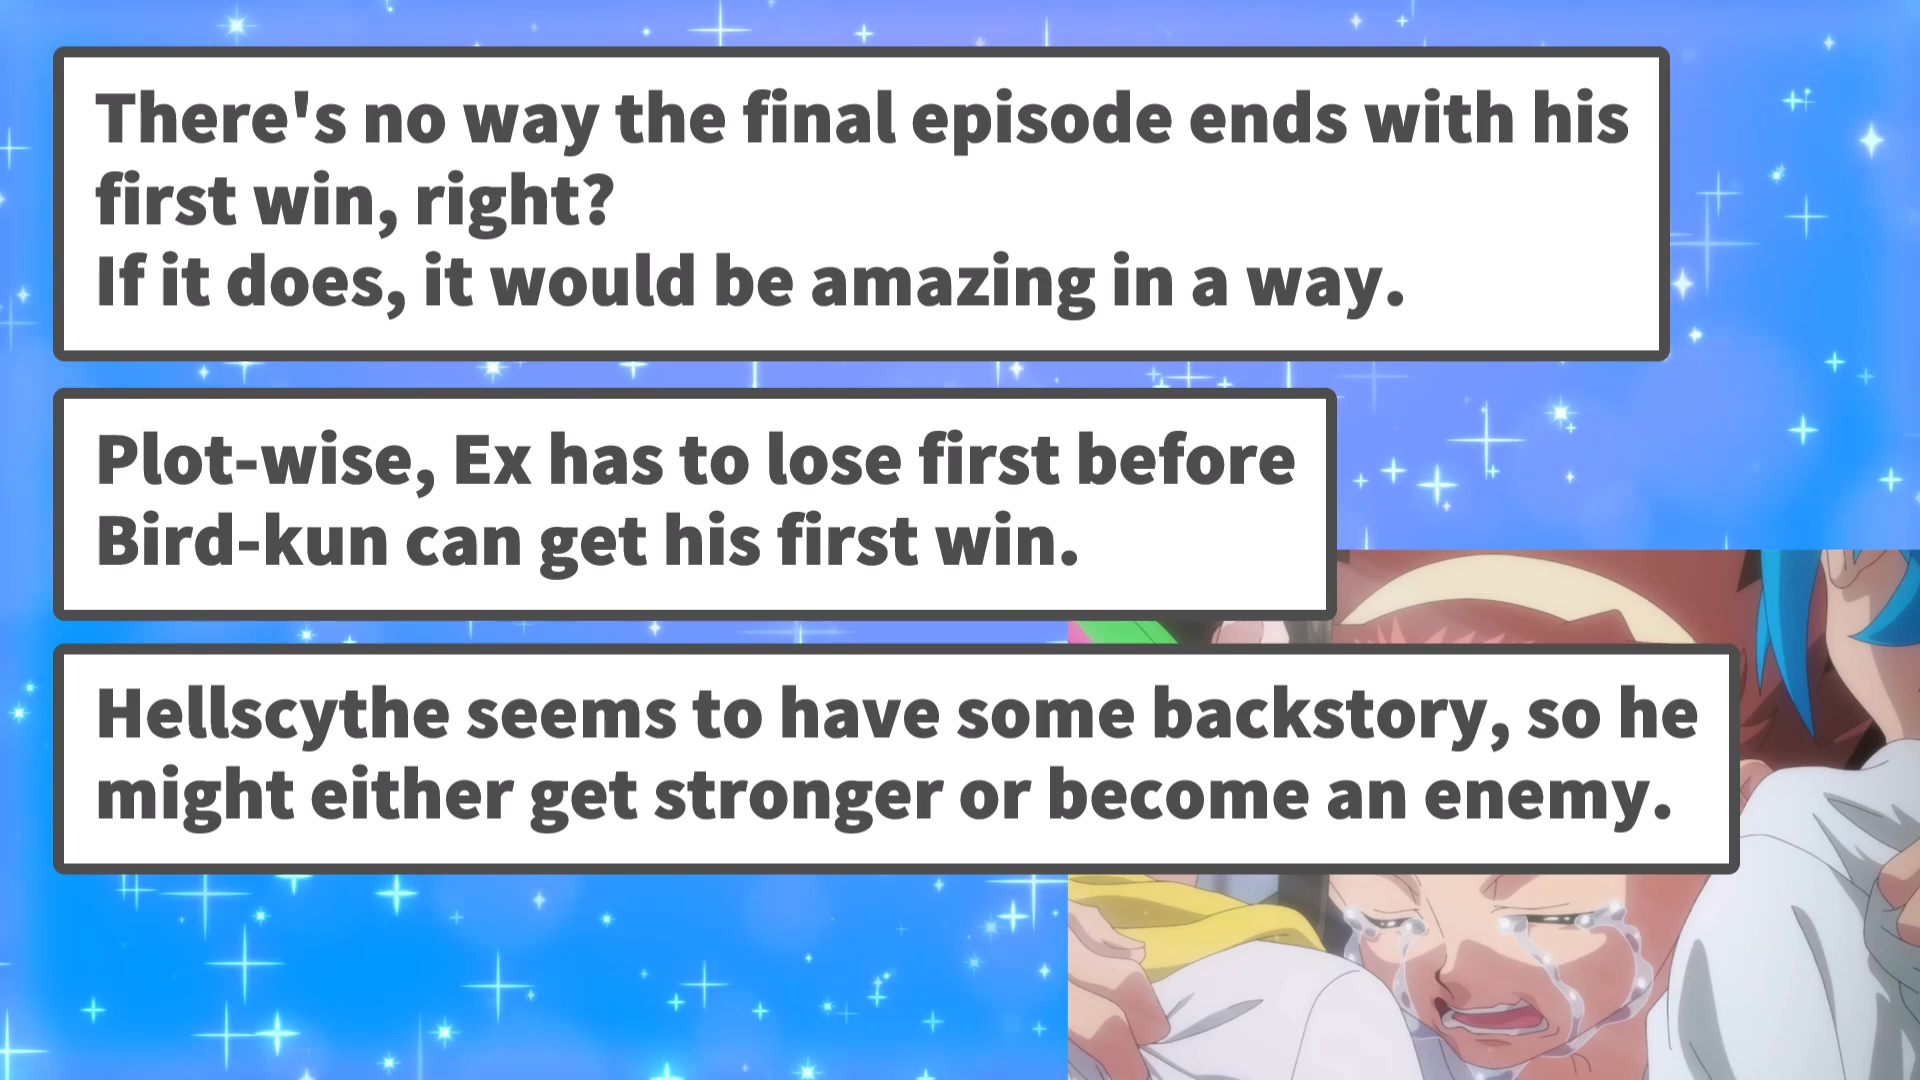 There's no way the final episode ends with his
first win, right?
If it does, it would be amazing in a way.
Plot-wise, Ex has to lose first before
Bird-kun can get his first win.
Hellscythe seems to have some backstory, so he
might either get stronger or become an enemy.